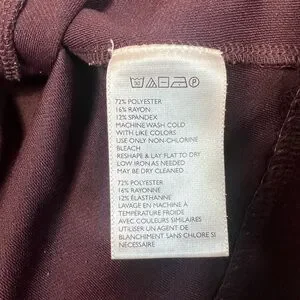 72% POLYESTER
16% RAYON
12% SPANDEX
MACHINE WASH COLD
WITH LIKE COLORS
USE ONLY NON-CHLORINE
BLEACH
RESHAPE & LAY FLAT TO DRY
LOW IRON AS NEEDED
MAY BE DRY CLEANED
72% POLYESTER
16% RAYONNE
12% ÉLASTHANNE
LAVAGE EN MACHINE À
TEMPÉRATURE FROIDE
AVEC COULEURS SIMILAIRES
UTILISER UN AGENT DE
BLANCHIMENT SANS CHLORE SI
NECESSAIRE